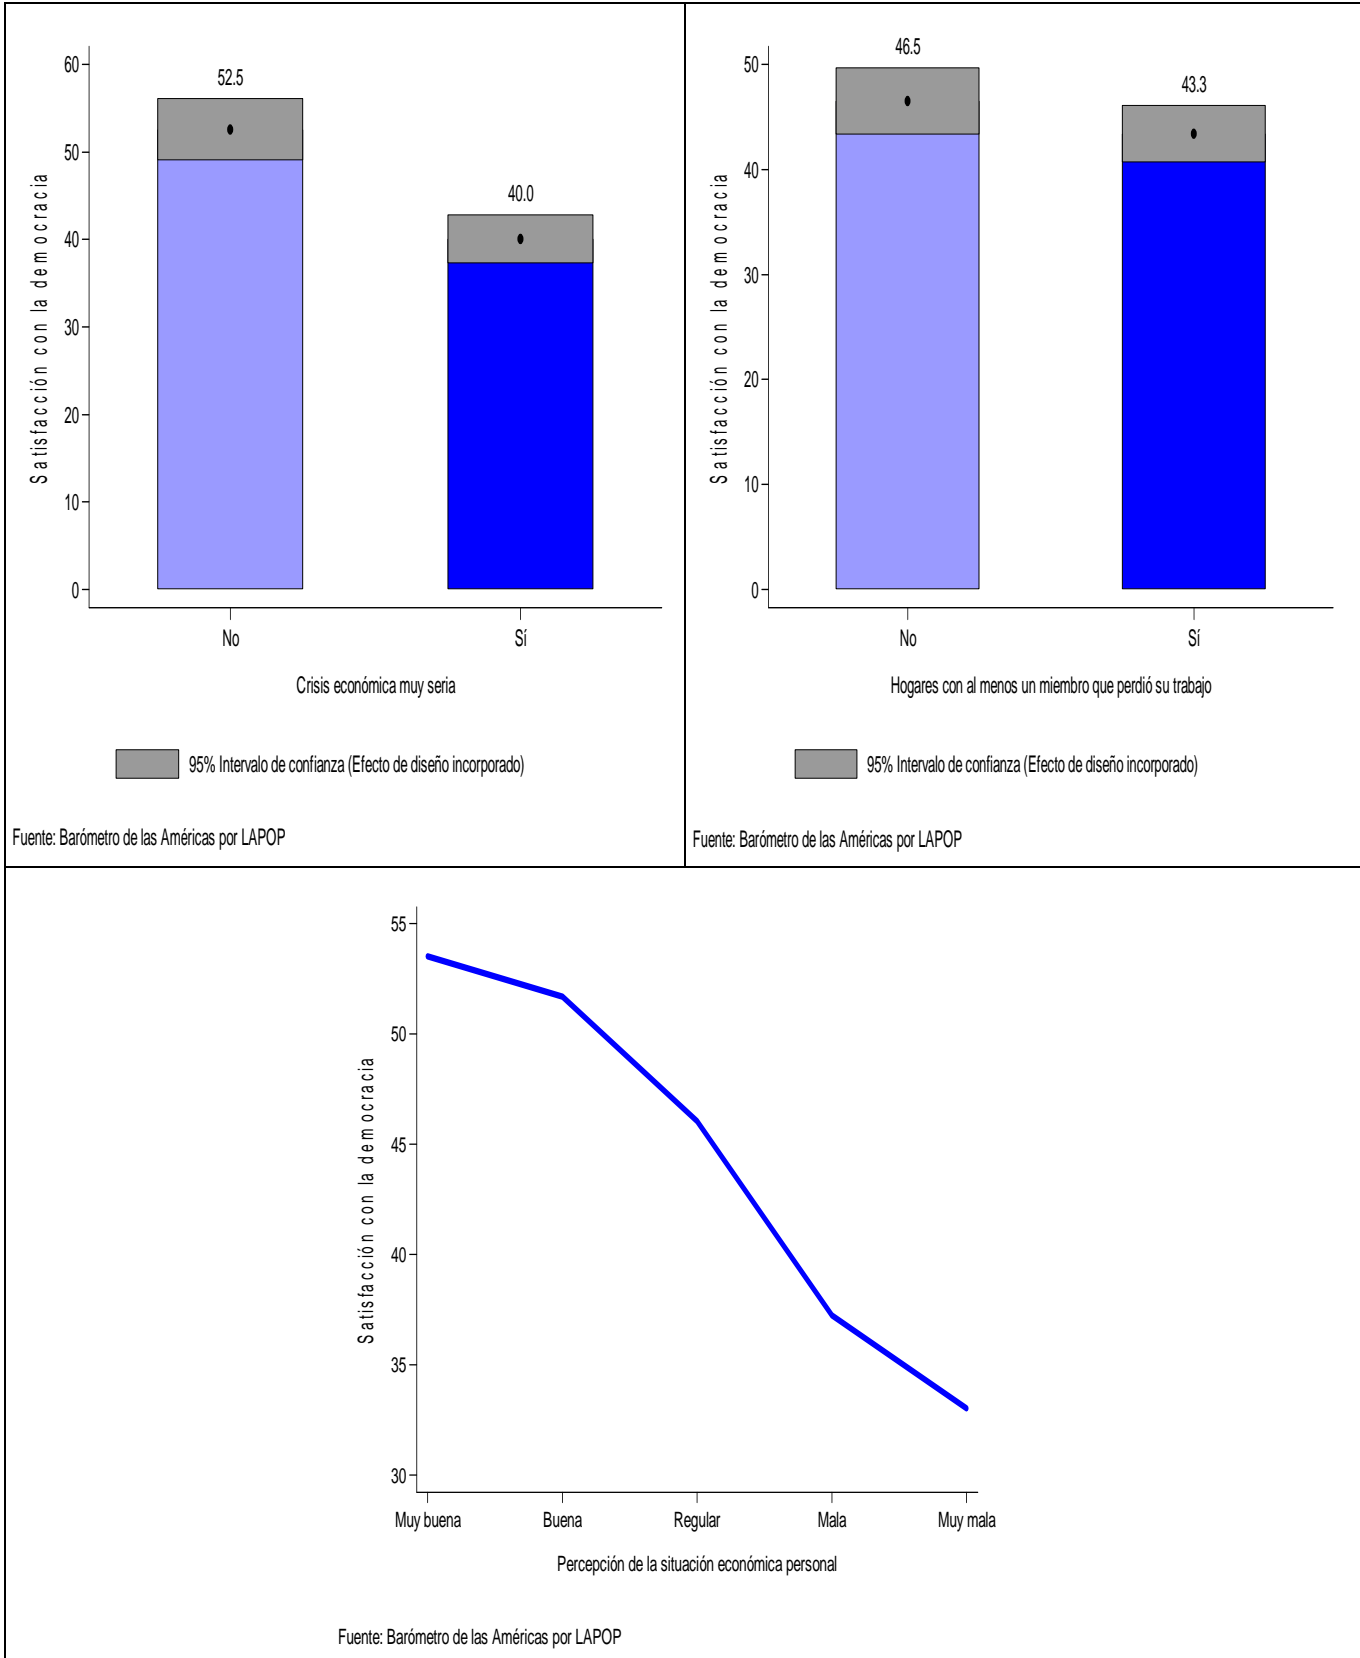 60
50
40
30
20
10
0
Satisfacción con la democracia
52.5
40.0
No
Sí
Crisis económica muy seria
95% Intervalo de confianza (Efecto de diseño incorporado)
Fuente: Barómetro de las Américas por LAPOP
50
40
30
20
10
0
Satisfacción con la democracia
46.5
43.3
No
Sí
Hogares con al menos un miembro que perdió su trabajo
95% Intervalo de confianza (Efecto de diseño incorporado)
Fuente: Barómetro de las Américas por LAPOP
55
50
45
40
35
30
Satisfacción con la democracia
Muy buena
Buena
Regular
Mala
Muy mala
Percepción de la situación económica personal
Fuente: Barómetro de las Américas por LAPOP